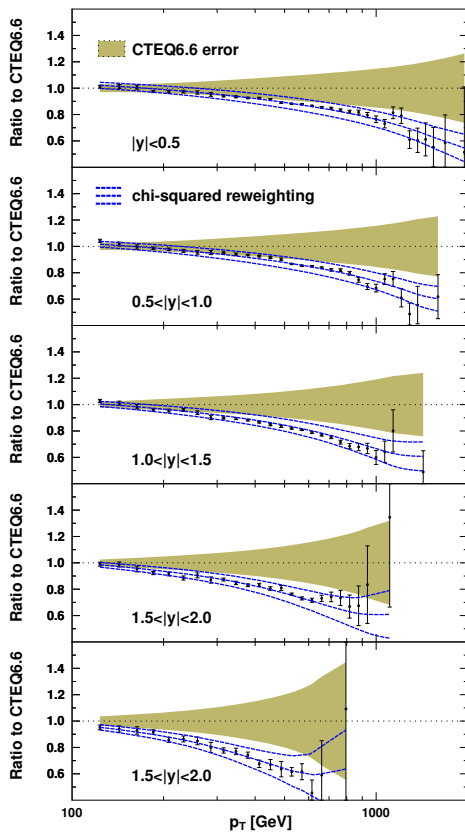 Ratio to CTEQ6.6
1.4
1.2
1.0
0.8
0.6
CTEQ6.6 error
|y|<0.5
Ratio to CTEQ6.6
1.4
1.2
1.0
0.8
0.6
chi-squared reweighting
0.5<|y|<1.0
Ratio to CTEQ6.6
1.4
1.2
1.0
0.8
0.6
1.0<|y|<1.5
Ratio to CTEQ6.6
1.4
1.2
1.0
0.8
0.6
1.5<|y|<2.0
Ratio to CTEQ6.6
1.4
1.2
1.0
0.8
0.6
1.5<|y|<2.0
100 1000
pT [GeV]